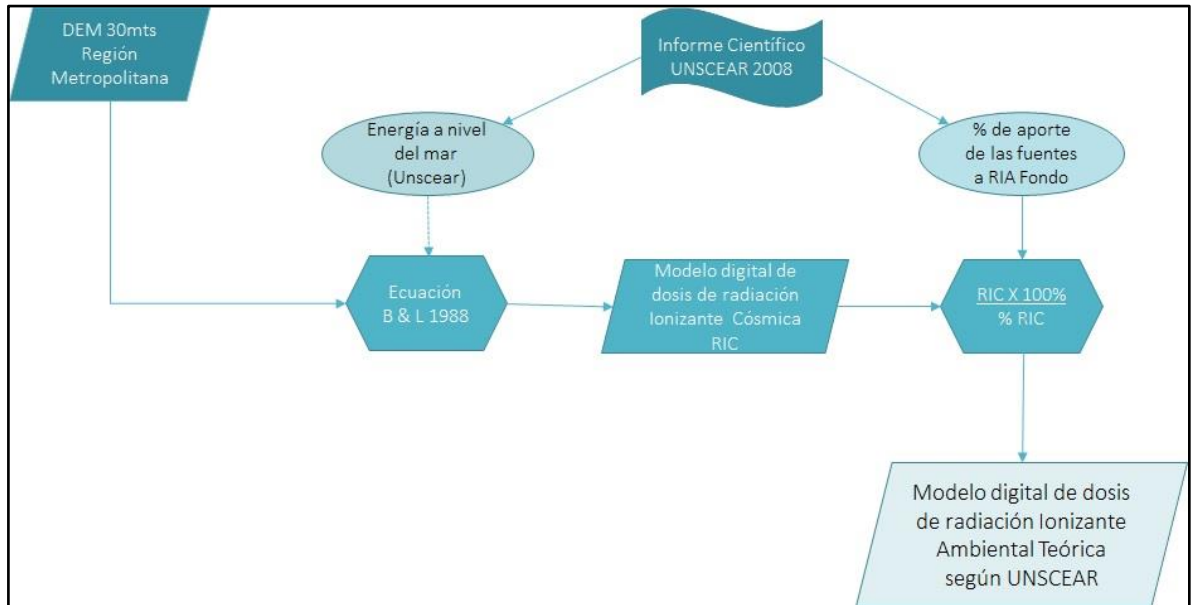 DEM 30mts
Región
Metropolitana
Informe Científico
UNSCEAR 2008
Energía a nivel
del mar
(Unscear)
% de aporte
de las fuentes
a RIA Fondo
Ecuación
B & L 1988
Modelo digital de
dosis de radiación
Ionizante Cósmica
RIC
RIC X 100%
% RIC
Modelo digital de dosis
de radiación Ionizante
Ambiental Teórica
según UNSCEAR